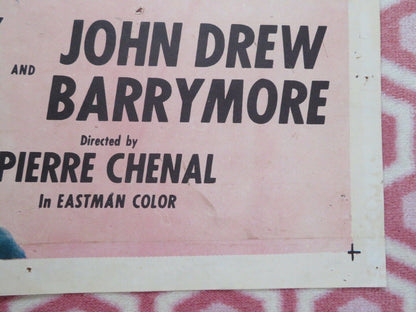 AND JOHN DREW
BARRYMORE
Directed by
PIERRE CHENAL
In EASTMAN COLOR